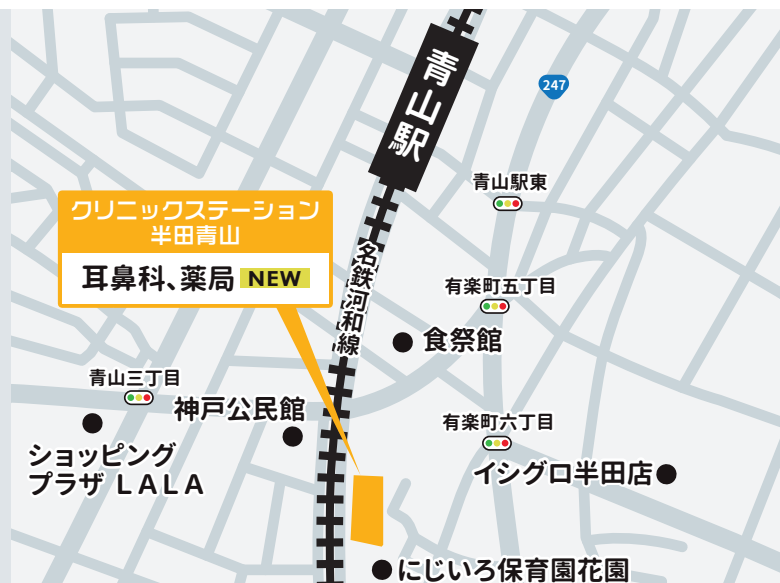 青山駅
247
青山駅東
クリニックステーション
半田青山
耳鼻科、薬局 NEW
名鉄河和線
有楽町五丁目
食祭館
青山三丁目
神戸公民館
ショッピング
プラザ LALA
有楽町六丁目
イシグロ半田店
にじいろ保育園花園